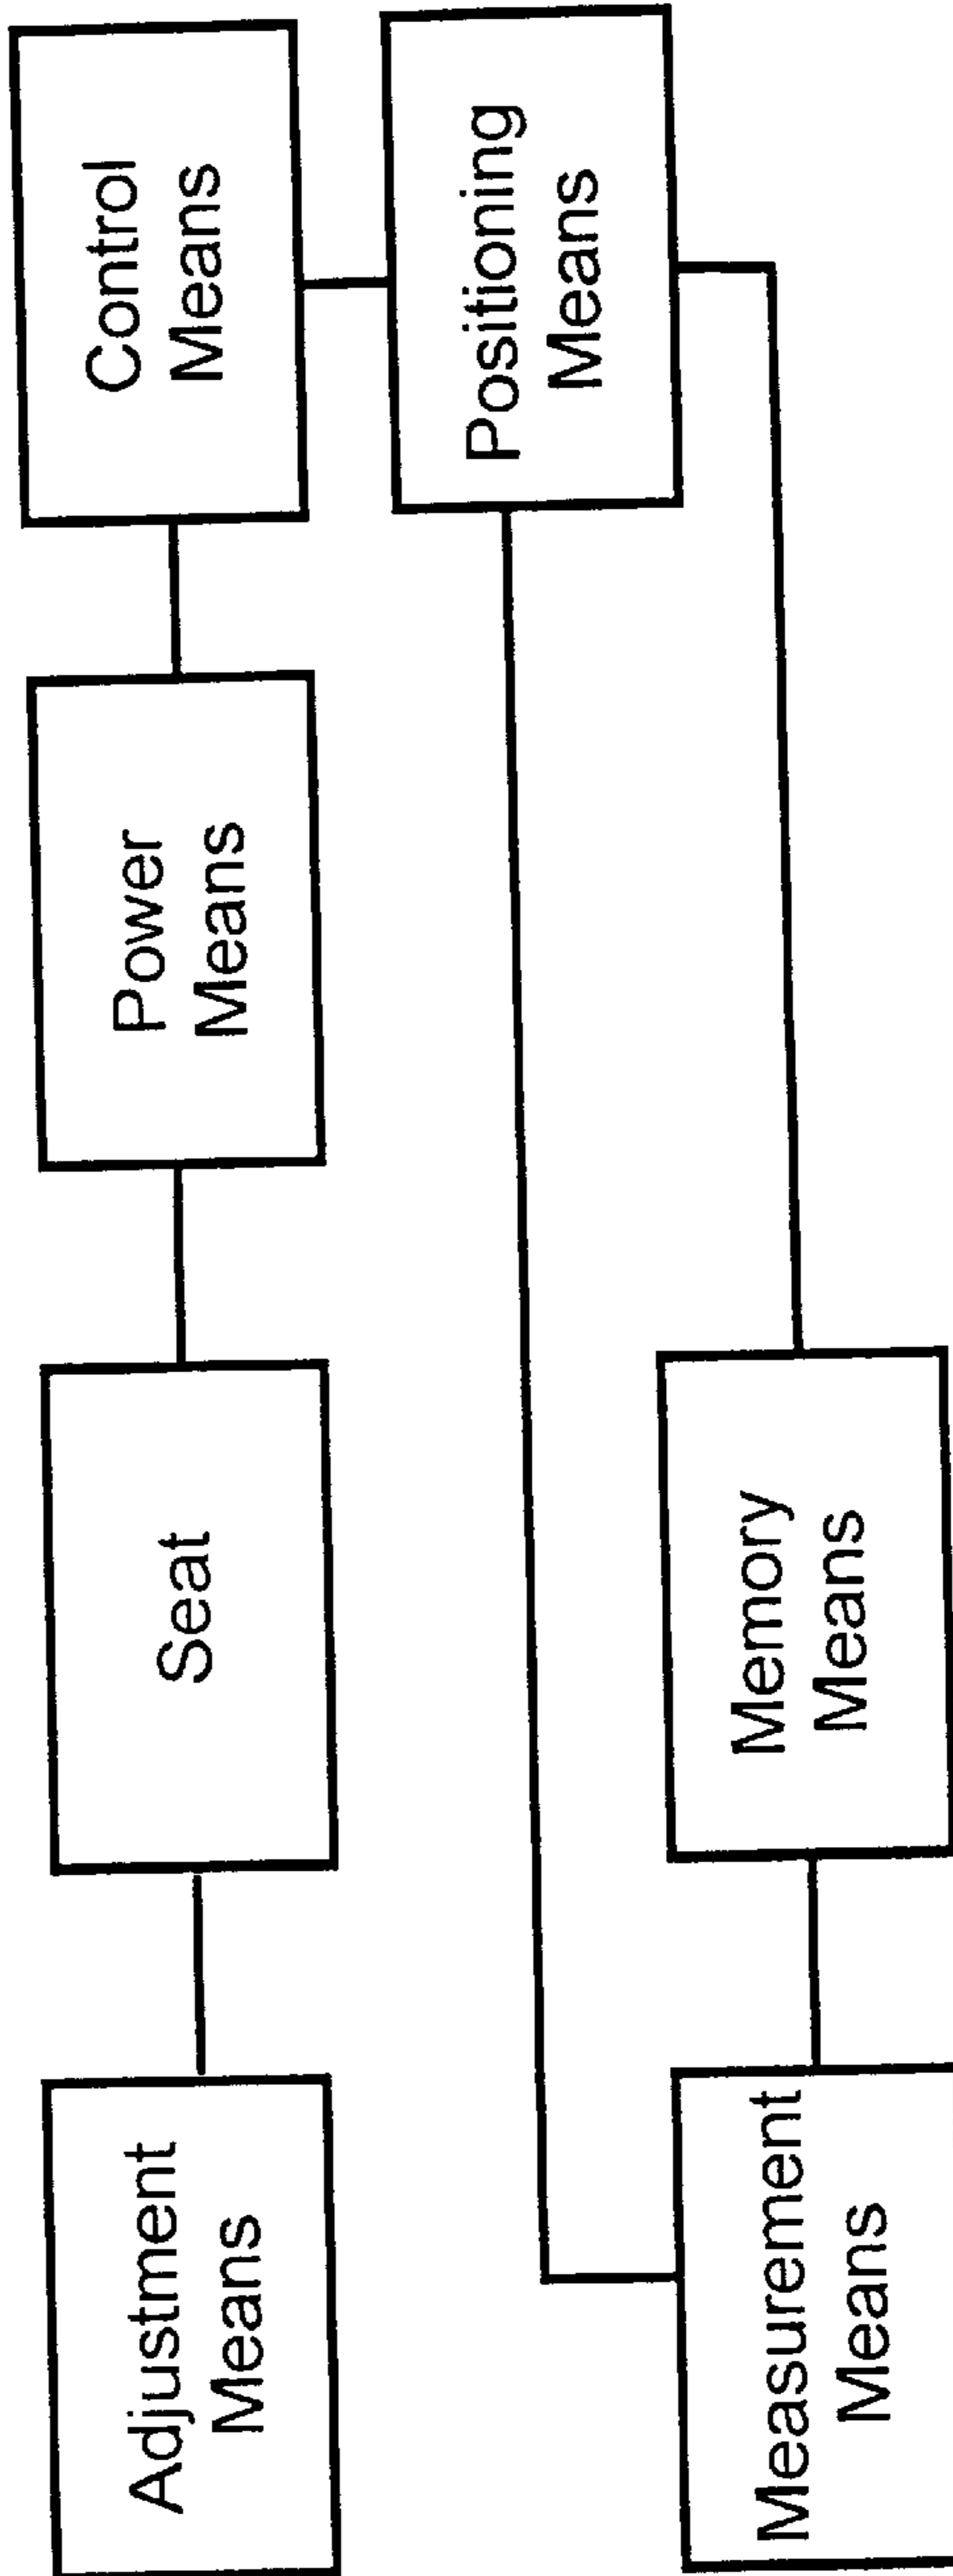 Adjustment
Means
Seat
Power
Means
Control
Means
Positioning
Means
Measurement
Means
Memory
Means